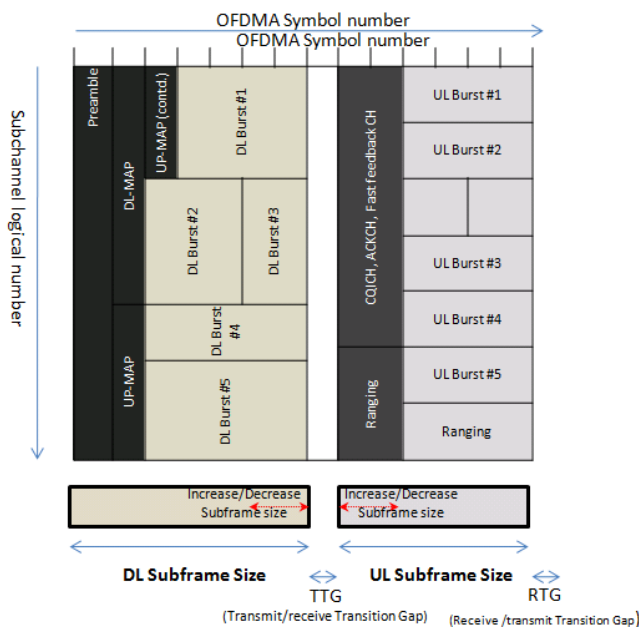 OFDMA Symbol number
OFDMA Symbol number
Subchannel logical number
Preamble
DL-MAP
UP-MAP
UP-MAP (contd.)
DL Burst #1
DL Burst #2
DL Burst #3
DL Burst
#4
DL Burst #5
CQICH, ACKCH, Fast feedback CH
Ranging
UL Burst #1
UL Burst #2
UL Burst #3
UL Burst #4
UL Burst #5
Ranging
Increase/Decrease
Subframe size
Increase/Decrease
Subframe size
DL Subframe Size
UL Subframe Size
TTG
(Transmit/receive Transition Gap)
RTG
(Receive /transmit Transition Gap)